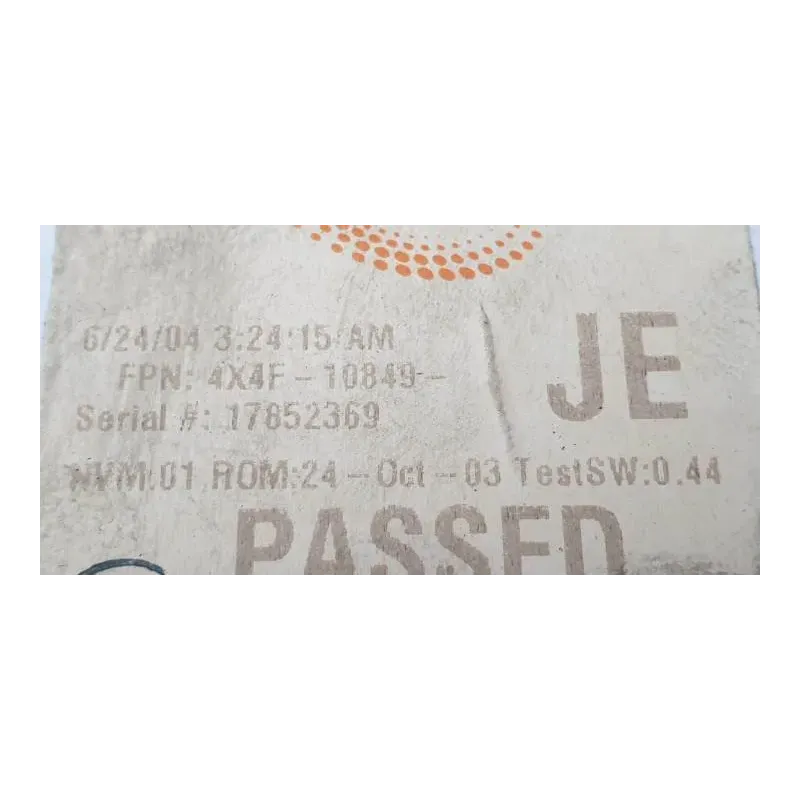 6/24/04 3:24:15 AM
JE
FPN: 4X4F-10849-
Serial #: 17852369
NVM:01 ROM:24-Oct-03 TestSW:0.44
PASSED